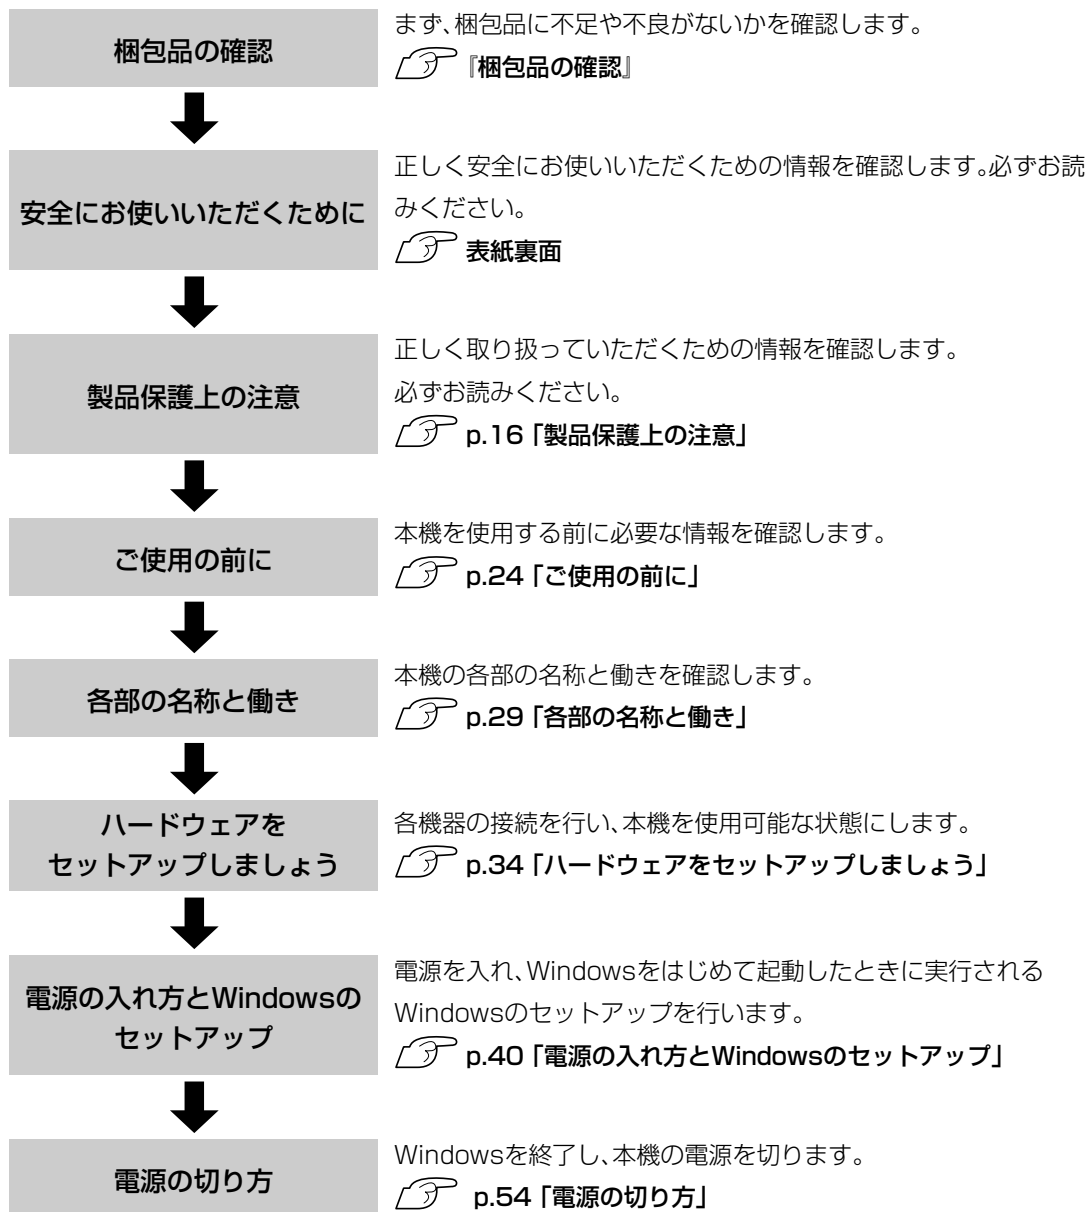 梱包品の確認
まず、梱包品に不足や不良がないかを確認します。
『梱包品の確認』
安全にお使いいただくために
正しく安全にお使いいただくための情報を確認します。必ずお読
みください。
表紙裏面
製品保護上の注意
正しく取り扱っていただくための情報を確認します。
必ずお読みください。
p.16「製品保護上の注意」
ご使用の前に
本機を使用する前に必要な情報を確認します。
p.24「ご使用の前に」
各部の名称と働き
本機の各部の名称と働きを確認します。
p.29「各部の名称と働き」
ハードウェアを
セットアップしましょう
各機器の接続を行い、本機を使用可能な状態にします。
p.34「ハードウェアをセットアップしましょう」
電源の入れ方とWindowsの
セットアップ
電源を入れ、Windowsをはじめて起動したときに実行される
Windowsのセットアップを行います。
p.40「電源の入れ方とWindowsのセットアップ」
電源の切り方
Windowsを終了し、本機の電源を切ります。
p.54「電源の切り方」